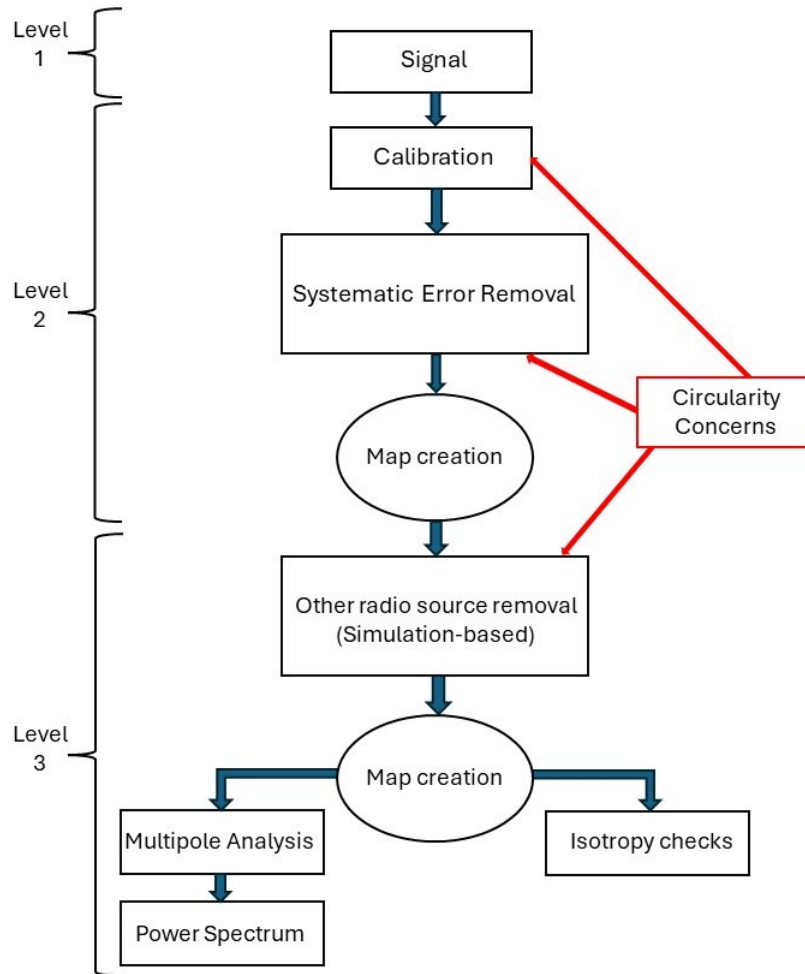 Level
1
Signal
Calibration
Level
2
Systematic Error Removal
Circularity
Concerns
Map creation
Other radio source removal
(Simulation-based)
Level
3
Map creation
Multipole Analysis
Isotropy checks
Power Spectrum